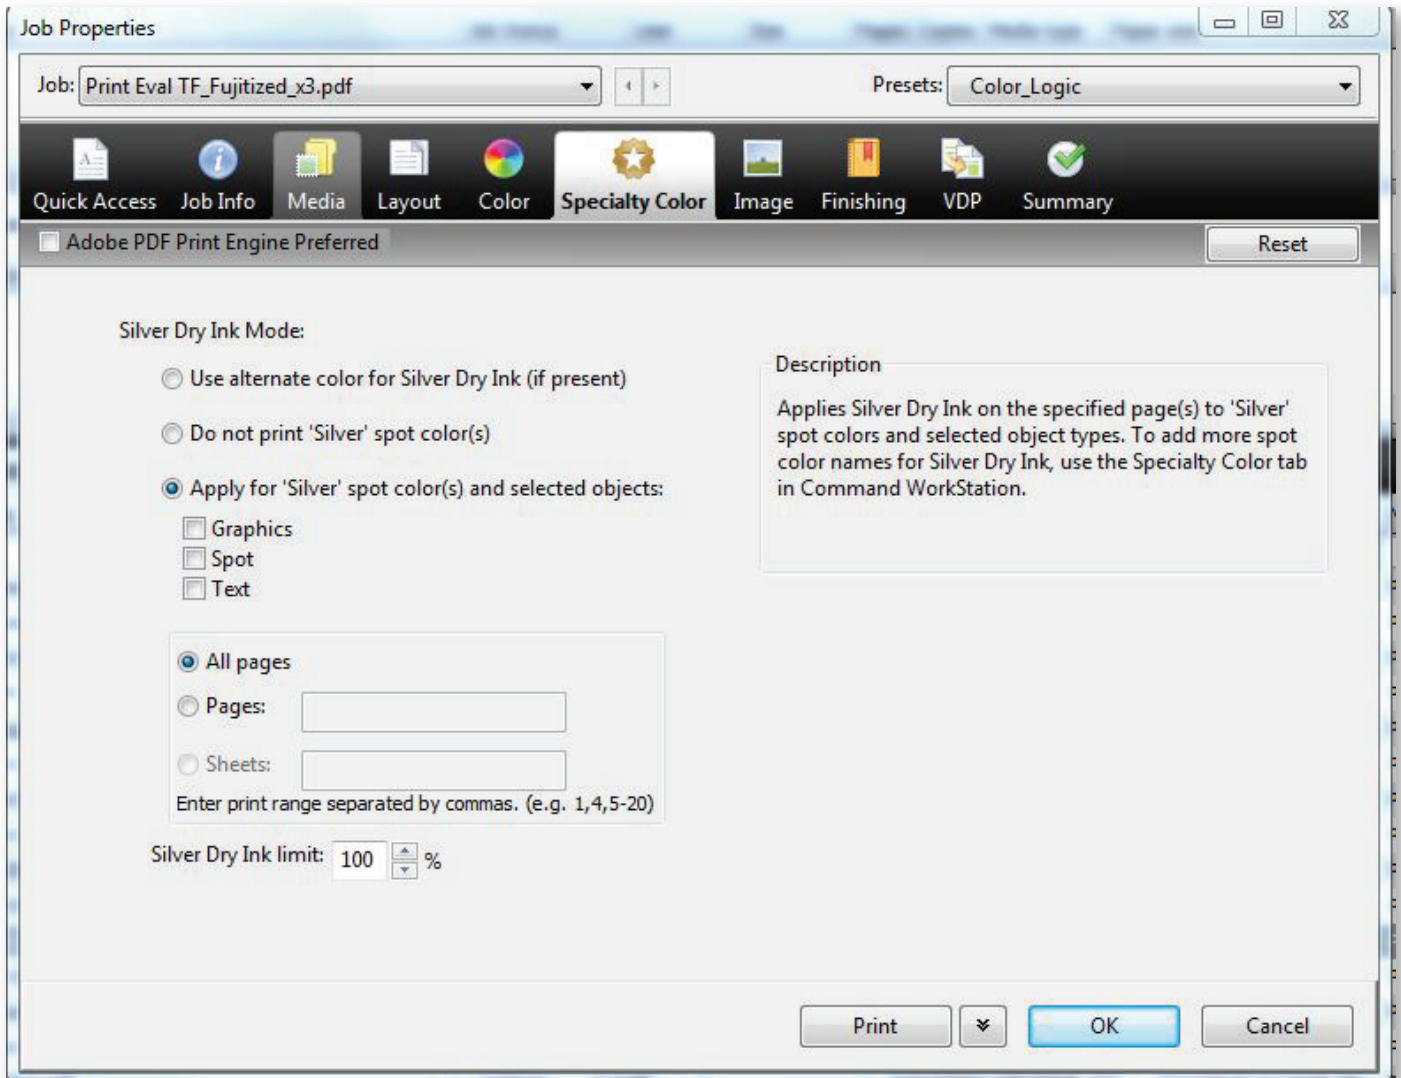 Job Properties
Job: Print Eval TF_Fujitized_x3.pdf Presets: Color_Logic
Quick Access Job Info Media Layout Color Specialty Color Image Finishing VDP Summary
Adobe PDF Print Engine Preferred Reset
Silver Dry Ink Mode:
Use alternate color for Silver Dry Ink (if present)
Do not print 'Silver' spot color(s)
Apply for 'Silver' spot color(s) and selected objects:
Graphics
Spot
Text
All pages
Pages:
Sheets:
Enter print range separated by commas. (e.g. 1,4,5-20)
Silver Dry Ink limit: 100 %
Description
Applies Silver Dry Ink on the specified page(s) to 'Silver'
spot colors and selected object types. To add more spot
color names for Silver Dry Ink, use the Specialty Color tab
in Command WorkStation.
Print OK Cancel